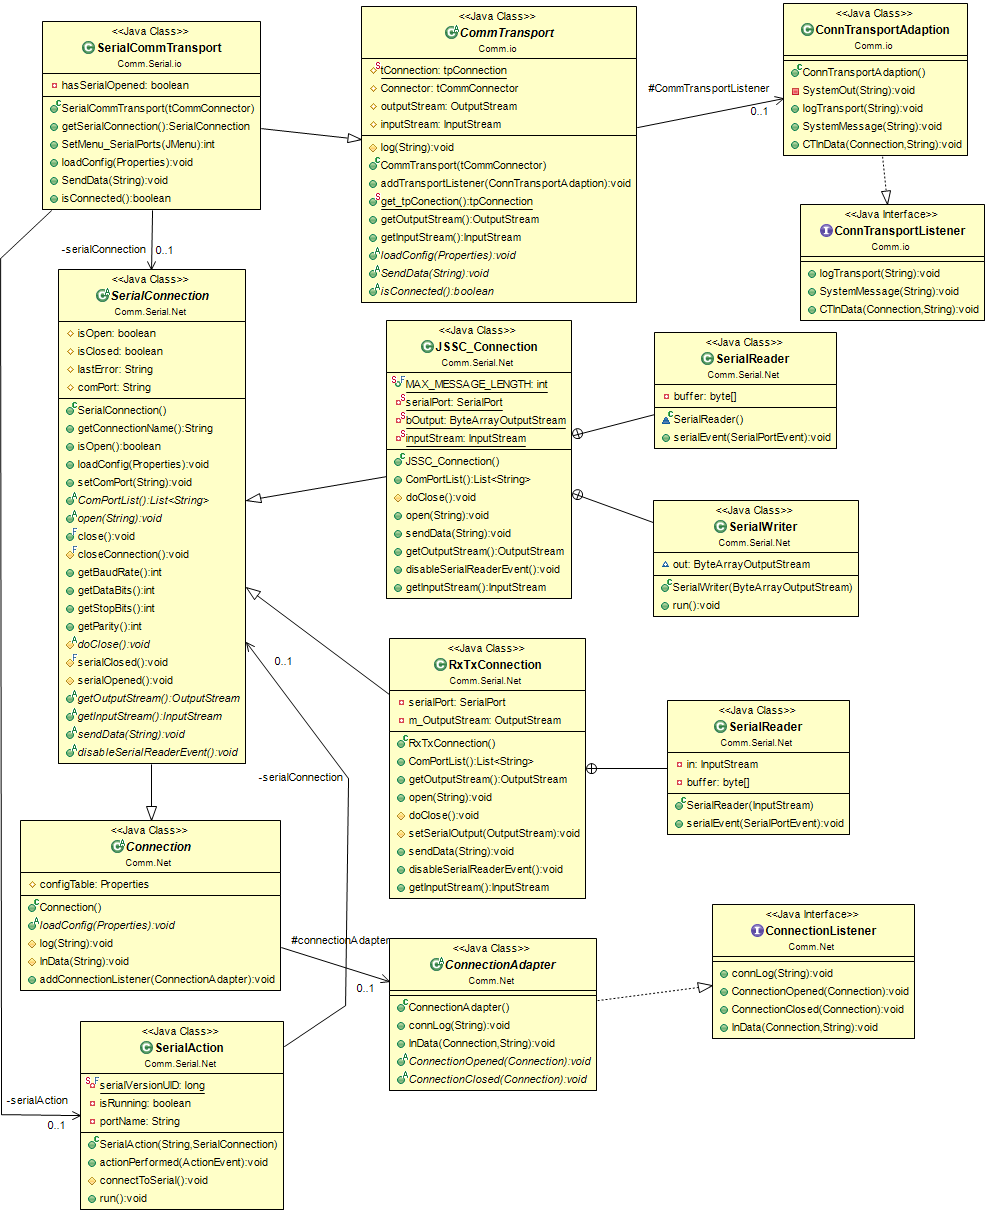 <<Java Class>>
SerialCommTransport
Comm.Serial.io
hasSerialOpened: boolean
SerialCommTransport(tCommConnector)
getSerialConnection():SerialConnection
SetMenu_SerialPorts(JMenu):int
loadConfig(Properties):void
SendData(String):void
isConnected():boolean
<<Java Class>>
CommTransport
Comm.io
tConnection: tpConnection
Connector: tCommConnector
outputStream: OutputStream
inputStream: InputStream
log(String):void
CommTransport(tCommConnector)
addTransportListener(ConnTransportAdaption):void
get_tpConection():tpConnection
getOutputStream():OutputStream
getInputStream():InputStream
loadConfig(Properties):void
SendData(String):void
isConnected():boolean
#CommTransportListener
0..1
<<Java Class>>
ConnTransportAdaption
Comm.io
ConnTransportAdaption()
SystemOut(String):void
logTransport(String):void
SystemMessage(String):void
CTInData(Connection,String):void
<<Java Interface>>
ConnTransportListener
Comm.io
logTransport(String):void
SystemMessage(String):void
CTInData(Connection,String):void
-serialConnection
0..1
<<Java Class>>
SerialConnection
Comm.Serial.Net
isOpen: boolean
isClosed: boolean
lastError: String
comPort: String
SerialConnection()
getConnectionName():String
isOpen():boolean
loadConfig(Properties):void
setComPort(String):void
ComPortList():List<String>
open(String):void
close():void
closeConnection():void
getBaudRate():int
getDataBits():int
getStopBits():int
getParity():int
doClose():void
serialClosed():void
serialOpened():void
getOutputStream():OutputStream
getInputStream():InputStream
sendData(String):void
disableSerialReaderEvent():void
<<Java Class>>
JSSC_Connection
Comm.Serial.Net
MAX_MESSAGE_LENGTH: int
serialPort: SerialPort
bOutput: ByteArrayOutputStream
inputStream: InputStream
JSSC_Connection()
ComPortList():List<String>
doClose():void
open(String):void
sendData(String):void
getOutputStream():OutputStream
disableSerialReaderEvent():void
getInputStream():InputStream
<<Java Class>>
SerialReader
Comm.Serial.Net
buffer: byte[]
SerialReader()
serialEvent(SerialPortEvent):void
<<Java Class>>
SerialWriter
Comm.Serial.Net
out: ByteArrayOutputStream
SerialWriter(ByteArrayOutputStream)
run():void
0..1
-serialConnection
<<Java Class>>
RxTxConnection
Comm.Serial.Net
serialPort: SerialPort
m_OutputStream: OutputStream
RxTxConnection()
ComPortList():List<String>
getOutputStream():OutputStream
open(String):void
doClose():void
setSerialOutput(OutputStream):void
sendData(String):void
disableSerialReaderEvent():void
getInputStream():InputStream
<<Java Class>>
SerialReader
Comm.Serial.Net
in: InputStream
buffer: byte[]
SerialReader(InputStream)
serialEvent(SerialPortEvent):void
<<Java Class>>
Connection
Comm.Net
configTable: Properties
Connection()
loadConfig(Properties):void
log(String):void
InData(String):void
addConnectionListener(ConnectionAdapter):void
#connectionAdapter
0..1
<<Java Class>>
ConnectionAdapter
Comm.Net
ConnectionAdapter()
connLog(String):void
InData(Connection,String):void
ConnectionOpened(Connection):void
ConnectionClosed(Connection):void
<<Java Interface>>
ConnectionListener
Comm.Net
connLog(String):void
ConnectionOpened(Connection):void
ConnectionClosed(Connection):void
InData(Connection,String):void
-serialAction
0..1
<<Java Class>>
SerialAction
Comm.Serial.Net
serialVersionUID: long
isRunning: boolean
portName: String
SerialAction(String,SerialConnection)
actionPerformed(ActionEvent):void
connectToSerial():void
run():void